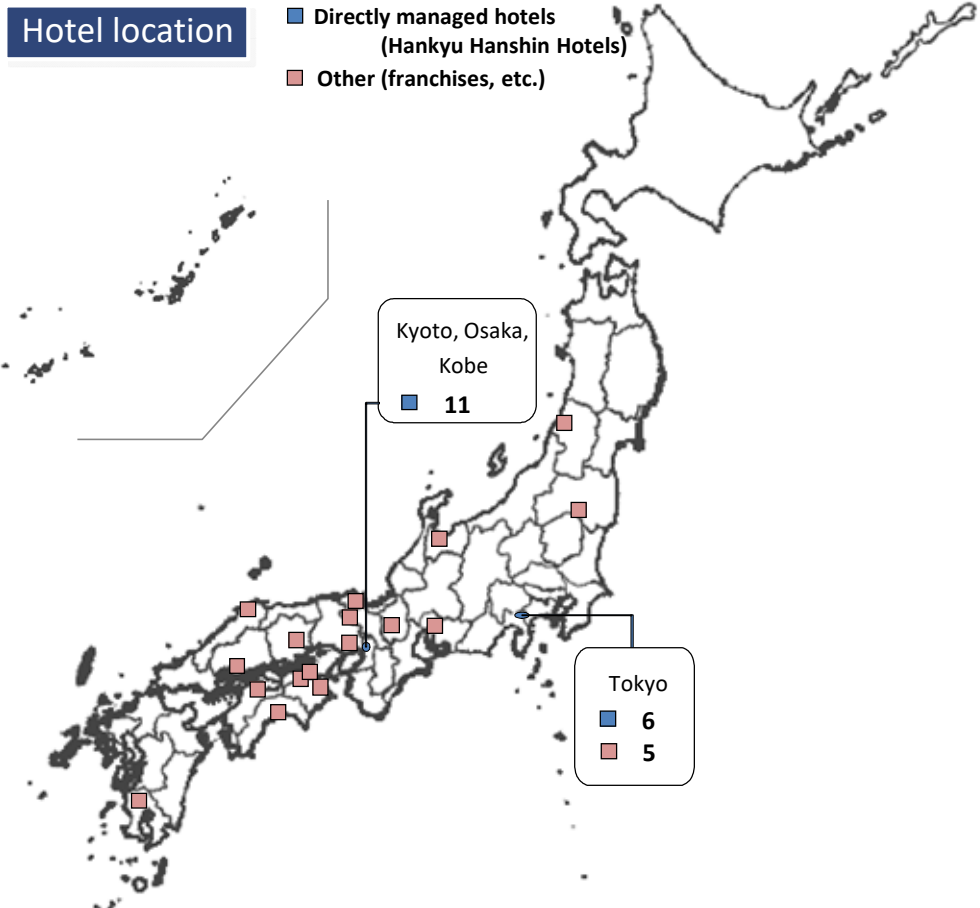 Hotel location
Directly managed hotels
(Hankyu Hanshin Hotels)
Other (franchises, etc.)
Kyoto, Osaka,
Kobe
11
Tokyo
6
5